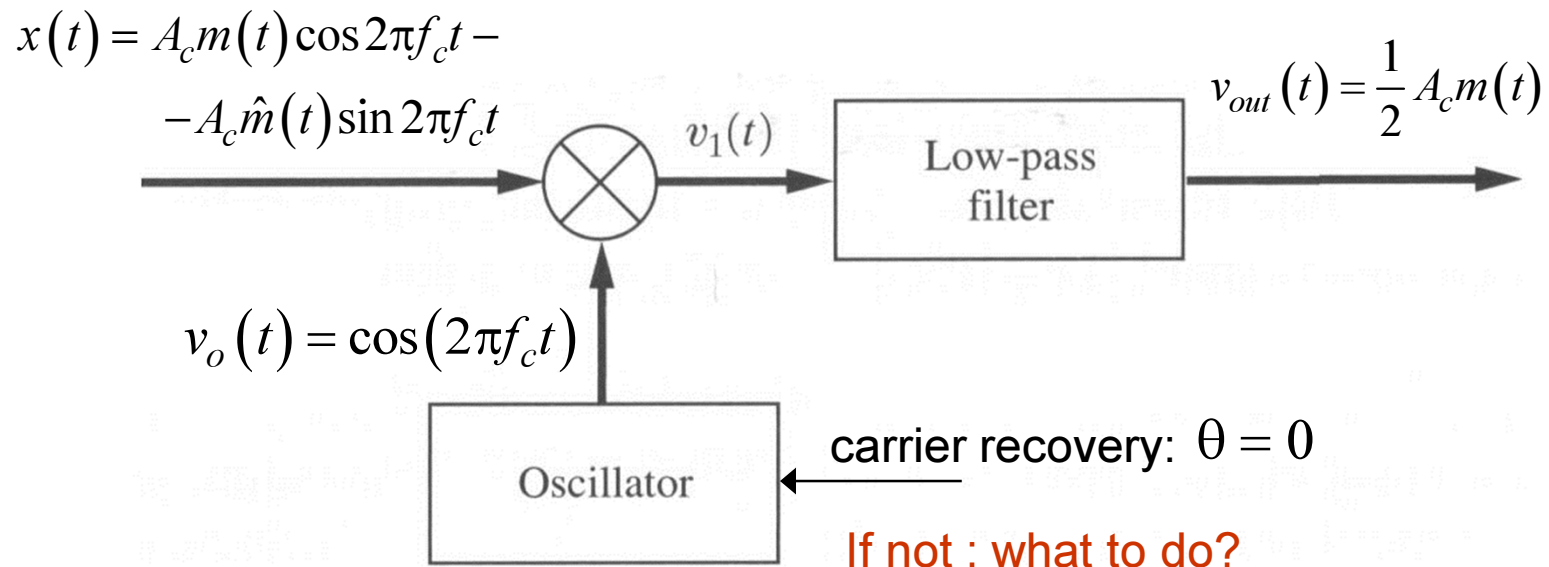 x(t) = A_c m(t) cos 2πf_c t −
−A_c m̂(t) sin 2πf_c t
v_1(t)
Low-pass
filter
v_out(t) = 1/2 A_c m(t)
v_o(t) = cos(2πf_c t)
Oscillator
carrier recovery: θ = 0
If not : what to do?